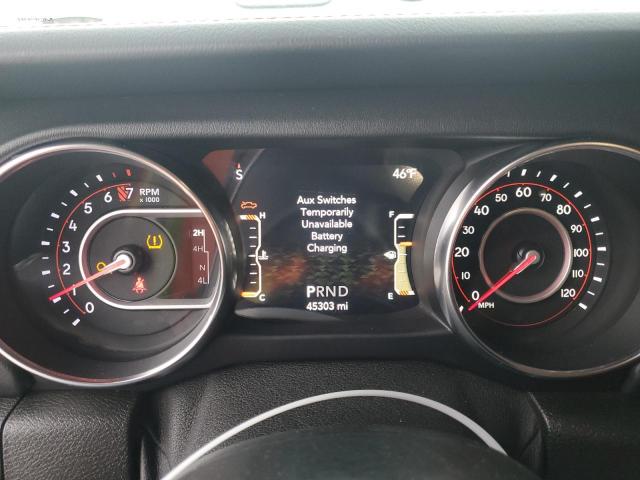 S
46°F
Aux Switches
Temporarily
Unavailable
Battery
Charging
PRND
45303 mi
H
C
F
E
0
1
2
3
4
5
6
7
RPM
x 1000
2H
4H
N
4L
0
20
30
40
50
60
70
80
90
100
110
120
MPH